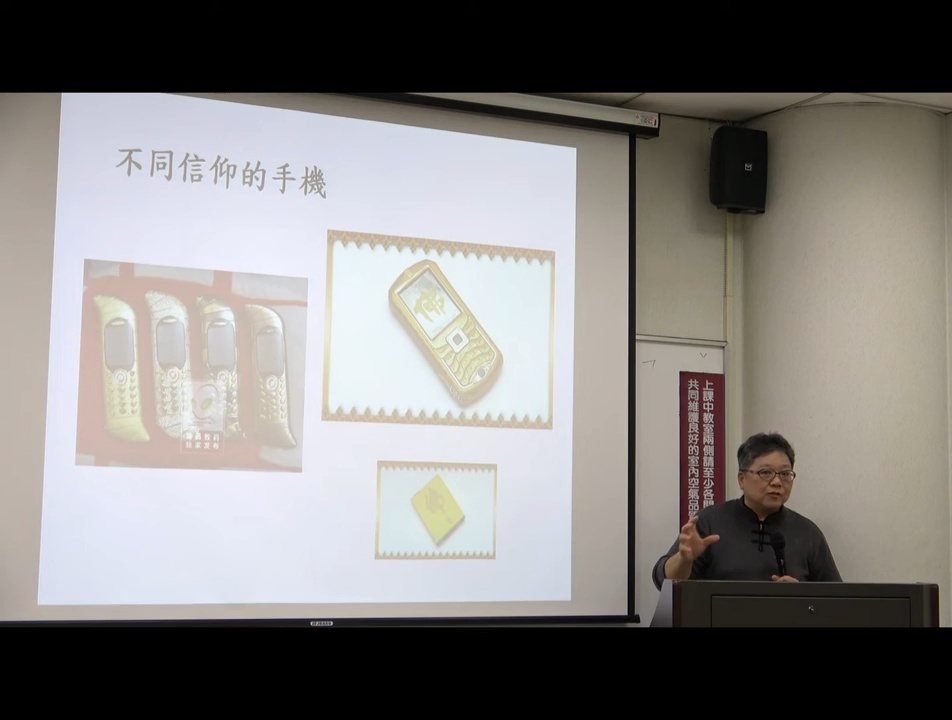 不同信仰的手機
佛
上課中教室兩側請至少各開
共同維護良好的室內空氣品質